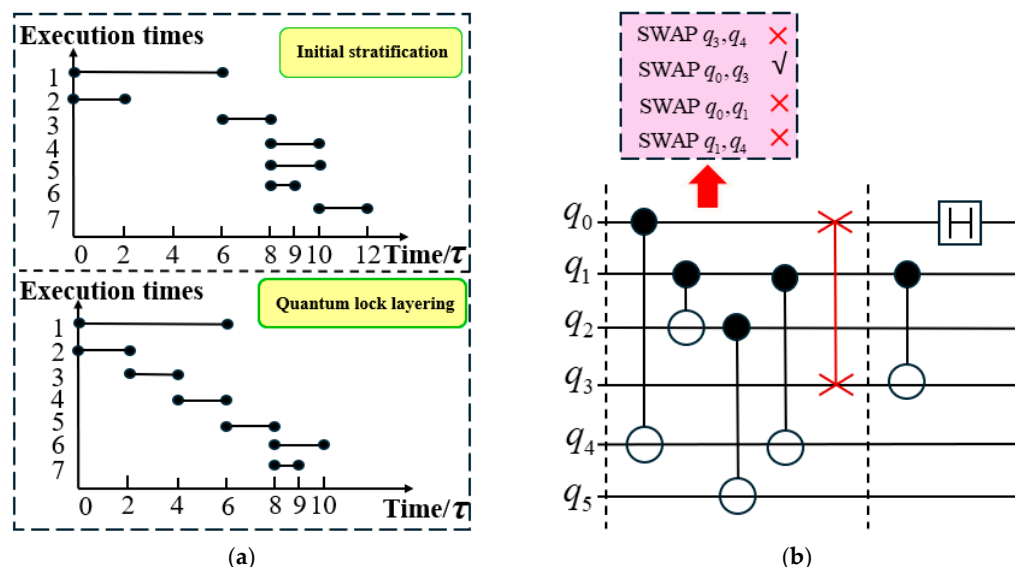 Execution times
Initial stratification
1
2
3
4
5
6
7
0 2 4 6 8 9 10 12 Time/τ
Execution times
Quantum lock layering
1
2
3
4
5
6
7
0 2 4 6 8 9 10 Time/τ
(a)
SWAP q3,q4 ×
SWAP q0,q3 √
SWAP q0,q1 ×
SWAP q1,q4 ×
q0
H
q1
q2
q3
q4
q5
(b)